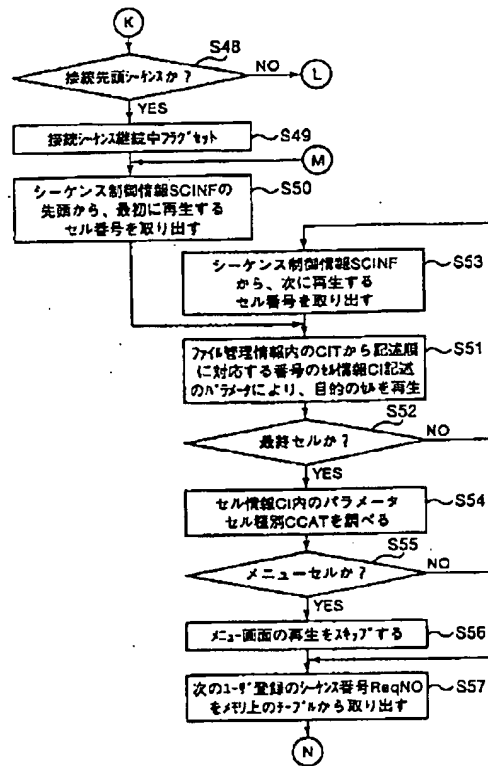 K
S48
接続先頭シーケンスか？
NO
L
YES
接続シーケンス継続中フラグセット
S49
M
シーケンス制御情報SCINFの
先頭から、最初に再生する
セル番号を取り出す
S50
シーケンス制御情報SCINF
から、次に再生する
セル番号を取り出す
S53
ファイル管理情報内のCITから記述順
に対応する番号のセル情報CI記述
のパラメータにより、目的のセルを再生
S51
S52
最終セルか？
NO
YES
セル情報CI内のパラメータ
セル種別CCATを調べる
S54
S55
メニューセルか？
NO
YES
メニュー画面の再生をスキップする
S56
次のユーザ登録のシーケンス番号ReqNO
をメモリ上のテーブルから取り出す
S57
N